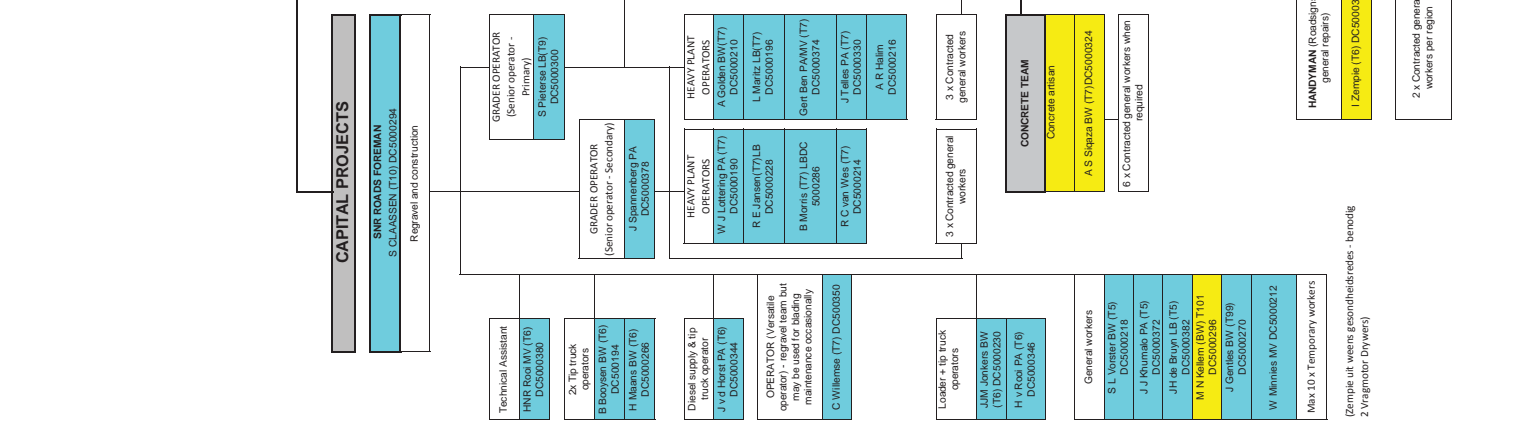 CAPITAL PROJECTS
SNR ROADS FOREMAN
S CLAASSEN (T10) DC5000294
Regravel and construction
GRADER OPERATOR
(Senior operator -
Primary)
S Pieterse LB(T9)
DC5000300
GRADER OPERATOR
(Senior operator - Secondary)
J Spannenberg PA
DC5000378
HEAVY PLANT
OPERATORS
A Golden BW(T7)
DC5000210
L Maritz LB(T7)
DC5000196
Gert Ben PA/MV (T7)
DC5000374
J Telles PA (T7)
DC5000330
A R Halim
DC5000216
HEAVY PLANT
OPERATORS
W J Lottering PA (T7)
DC5000190
R E Jansen(T7)LB
DC5000228
B Morris (T7) LBDC
5000286
R C van Wes (T7)
DC5000214
3 x Contracted
general workers
3 x Contracted general
workers
CONCRETE TEAM
Concrete artisan
A S Siqaza BW (T7)DC5000324
6 x Contracted general workers when
required
HANDYMAN (Roadsign
general repairs)
I Zempie (T6) DC50003
2 x Contracted genera
workers per region
Technical Assistant
HNR Rooi MV (T6)
DC5000380
2x Tip truck
operators
B Booysen BW (T6)
DC500194
H Maans BW (T6)
DC5000266
Diesel supply & tip
truck operator
J v d Horst PA (T6)
DC5000344
OPERATOR (Versatile
operator) - regravel team but
may be used for blading
maintenance occasionally
C Willemse (T7) DC500350
Loader + tip truck
operators
JJM Jonkers BW
(T6) DC5000230
H v Rooi PA (T6)
DC5000346
General workers
S L Vorster BW (T5)
DC5000218
J J Khumalo PA (T5)
DC5000372
JH de Bruyn LB (T5)
DC5000382
M N Kellem (BW) T101
DC5000296
J Gentles BW (T99)
DC5000270
W Minnies MV DC5000212
Max 10 x Temporary workers
(Zempie uit weens gesondheidsredes - benodig
2 Vragmotor Drywers)